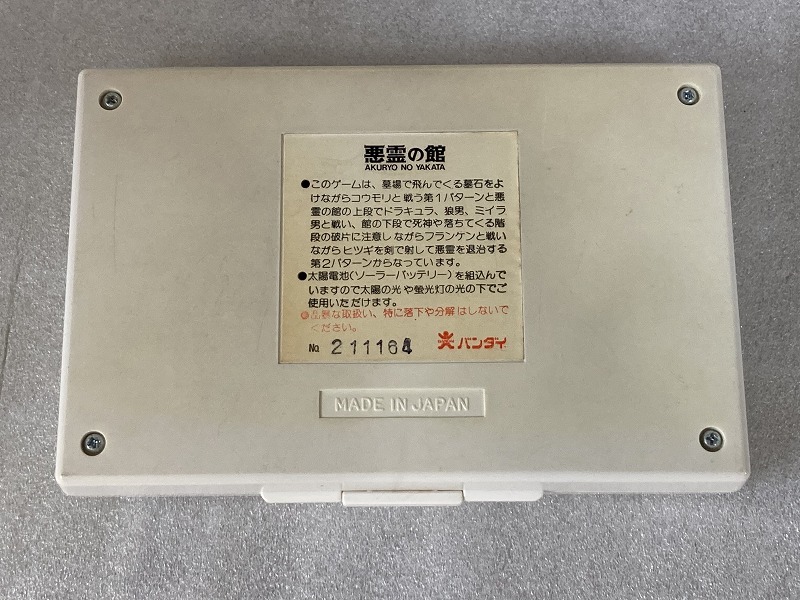 悪霊の館
AKURYO NO YAKATA
●このゲームは、墓場で飛んでくる墓石をよ
けながらコウモリと戦う第1パターンと悪
霊の館の上段でドラキュラ、狼男、ミイラ
男と戦い、館の下段で死神や落ちてくる階
段の破片に注意しながらフランケンと戦い
ながらヒツギを剣で射して悪霊を退治する
第2パターンからなっています。
●太陽電池(ソーラーバッテリー)を組込んで
いますので太陽の光や螢光灯の光の下でご
使用いただけます。
●乱暴な取扱い、特に落下や分解はしないで
ください。
No. 211164 バンダイ
MADE IN JAPAN